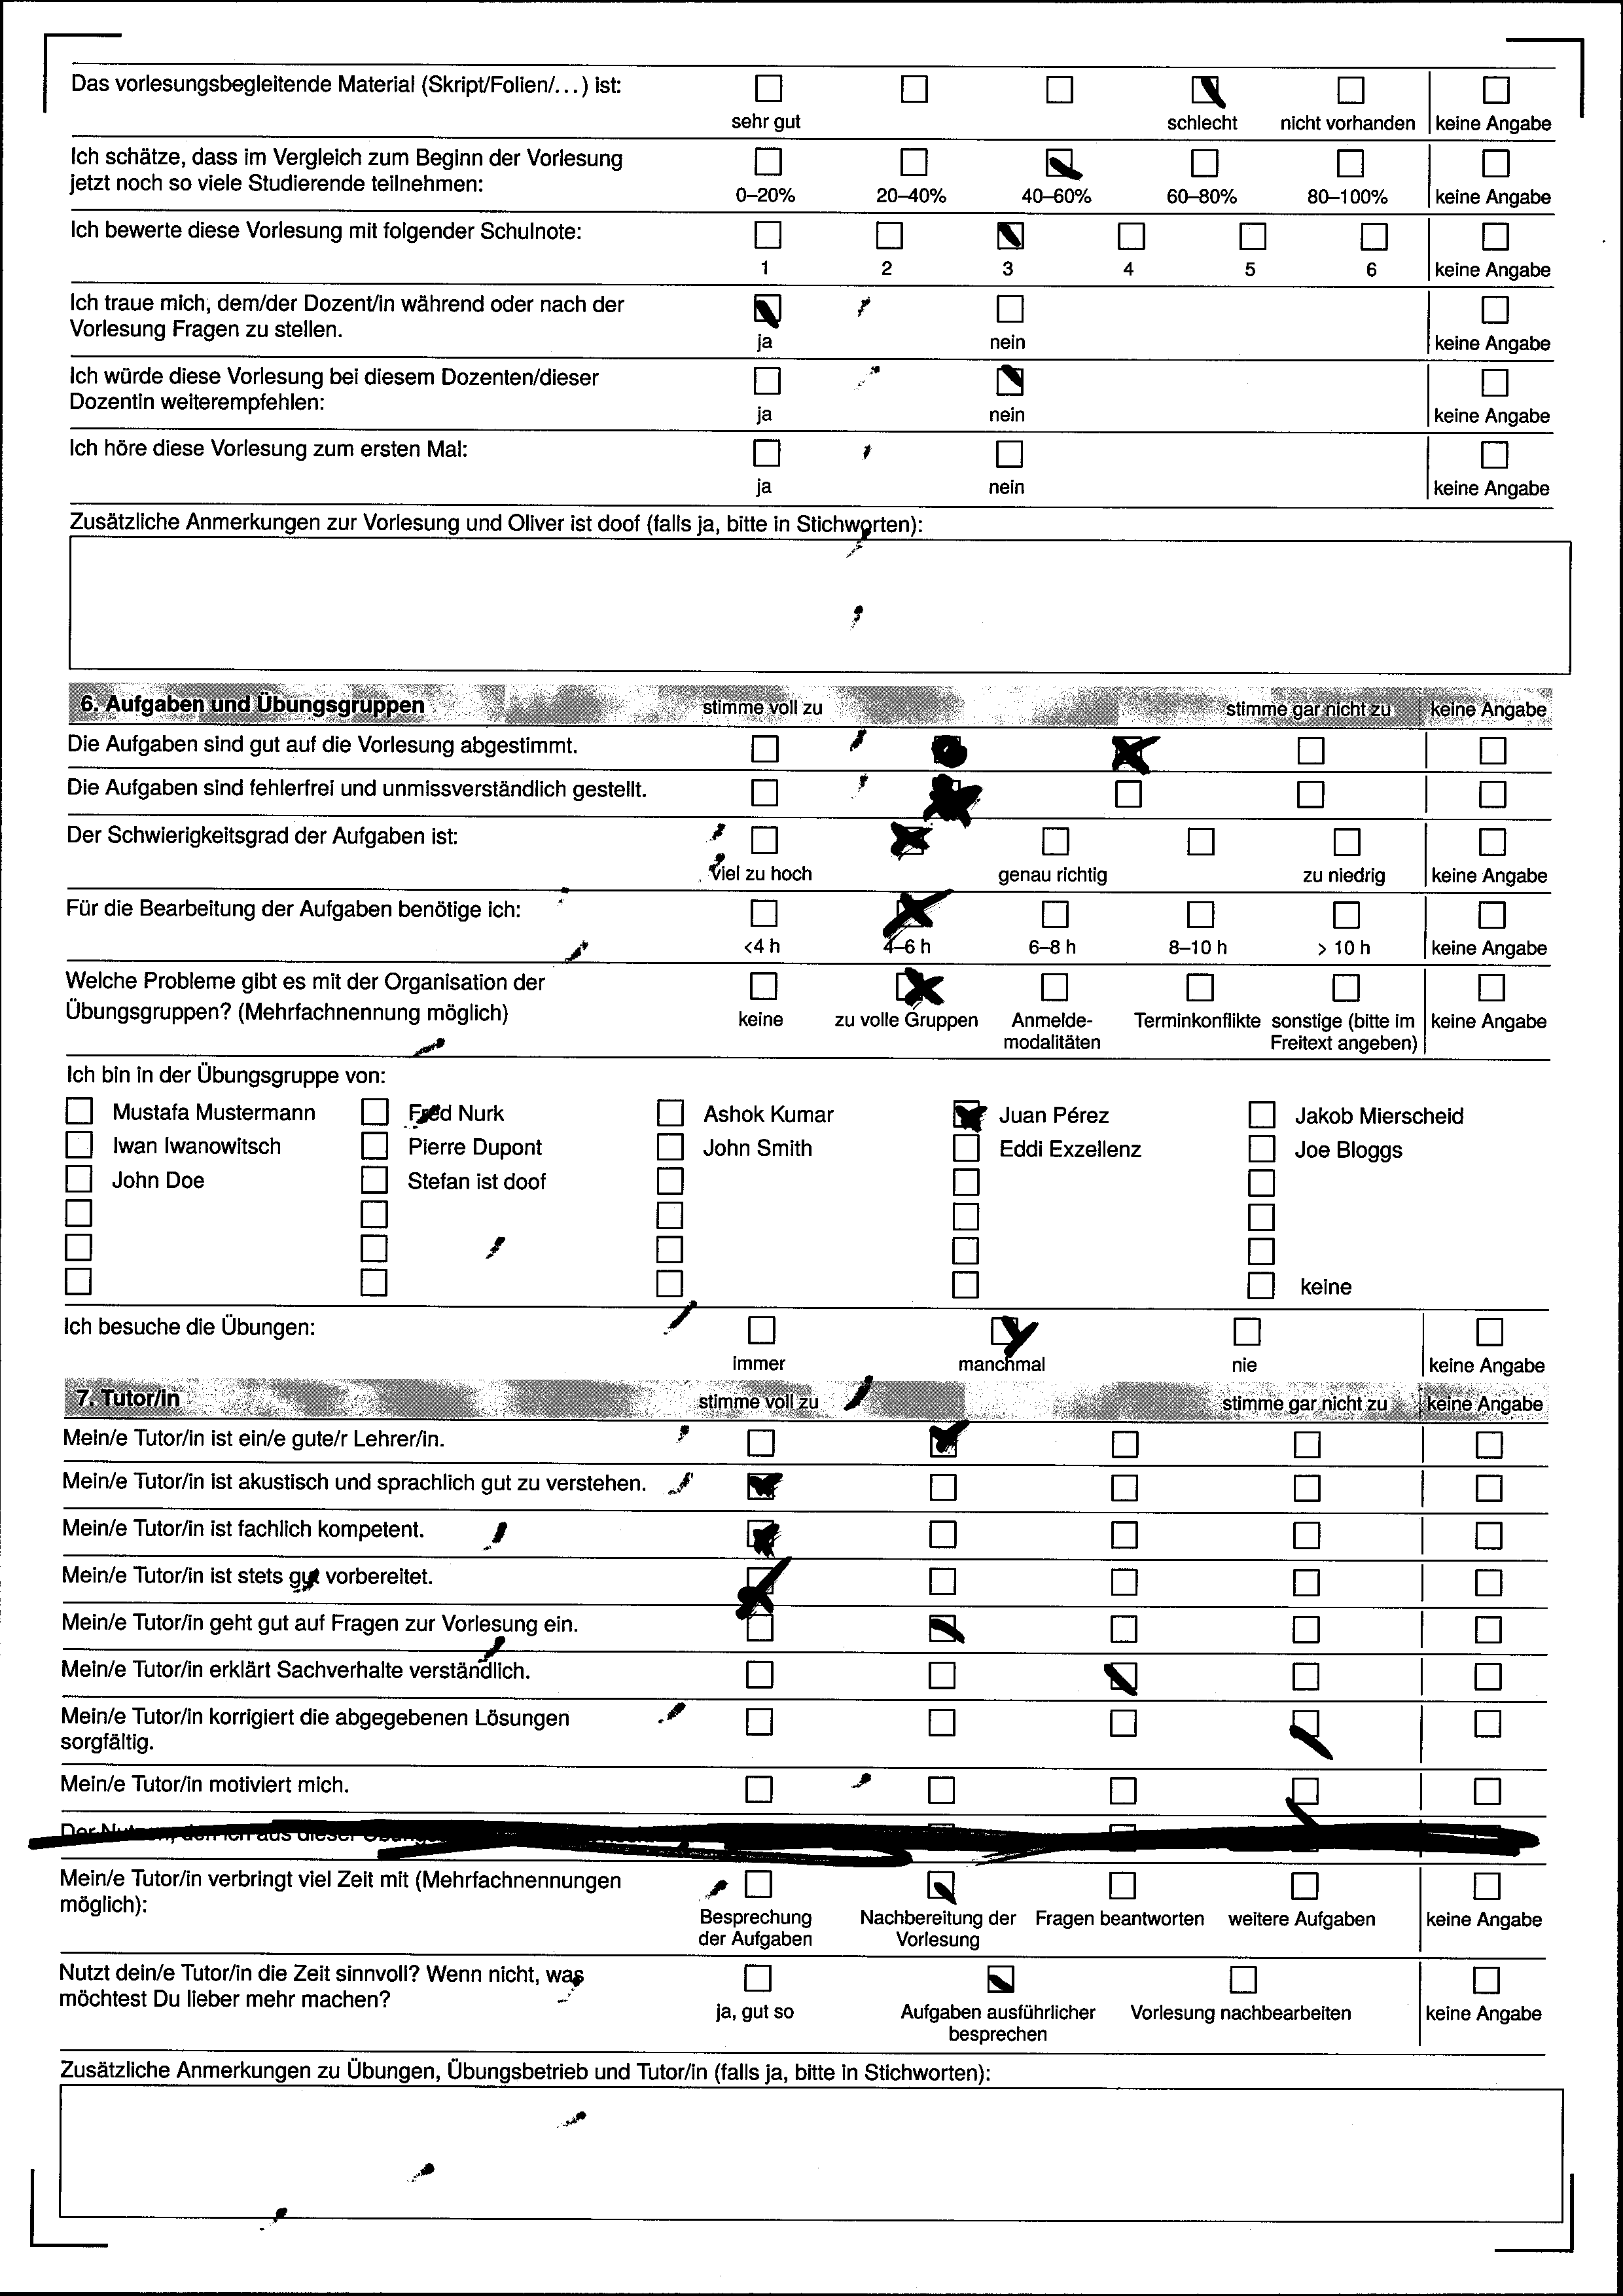 Das vorlesungsbegleitende Material (Skript/Folien/...) ist:
sehr gut schlecht nicht vorhanden keine Angabe
Ich schätze, dass im Vergleich zum Beginn der Vorlesung
jetzt noch so viele Studierende teilnehmen:
0–20% 20–40% 40–60% 60–80% 80–100% keine Angabe
Ich bewerte diese Vorlesung mit folgender Schulnote:
1 2 3 4 5 6 keine Angabe
Ich traue mich, dem/der Dozent/in während oder nach der
Vorlesung Fragen zu stellen.
ja nein keine Angabe
Ich würde diese Vorlesung bei diesem Dozenten/dieser
Dozentin weiterempfehlen:
ja nein keine Angabe
Ich höre diese Vorlesung zum ersten Mal:
ja nein keine Angabe
Zusätzliche Anmerkungen zur Vorlesung und Oliver ist doof (falls ja, bitte in Stichworten):
6. Aufgaben und Übungsgruppen stimme voll zu stimme gar nicht zu keine Angabe
Die Aufgaben sind gut auf die Vorlesung abgestimmt.
Die Aufgaben sind fehlerfrei und unmissverständlich gestellt.
Der Schwierigkeitsgrad der Aufgaben ist:
viel zu hoch genau richtig zu niedrig keine Angabe
Für die Bearbeitung der Aufgaben benötige ich:
<4 h 4–6 h 6–8 h 8–10 h > 10 h keine Angabe
Welche Probleme gibt es mit der Organisation der
Übungsgruppen? (Mehrfachnennung möglich)
keine zu volle Gruppen Anmelde- Terminkonflikte sonstige (bitte im keine Angabe
modalitäten Freitext angeben)
Ich bin in der Übungsgruppe von:
Mustafa Mustermann Fred Nurk Ashok Kumar Juan Pérez Jakob Mierscheid
Iwan Iwanowitsch Pierre Dupont John Smith Eddi Exzellenz Joe Bloggs
John Doe Stefan ist doof
keine
Ich besuche die Übungen:
immer manchmal nie keine Angabe
7. Tutor/in stimme voll zu stimme gar nicht zu keine Angabe
Mein/e Tutor/in ist ein/e gute/r Lehrer/in.
Mein/e Tutor/in ist akustisch und sprachlich gut zu verstehen.
Mein/e Tutor/in ist fachlich kompetent.
Mein/e Tutor/in ist stets gut vorbereitet.
Mein/e Tutor/in geht gut auf Fragen zur Vorlesung ein.
Mein/e Tutor/in erklärt Sachverhalte verständlich.
Mein/e Tutor/in korrigiert die abgegebenen Lösungen
sorgfältig.
Mein/e Tutor/in motiviert mich.
Der Nutzen, den ich aus dieser
Mein/e Tutor/in verbringt viel Zeit mit (Mehrfachnennungen
möglich):
Besprechung Nachbereitung der Fragen beantworten weitere Aufgaben keine Angabe
der Aufgaben Vorlesung
Nutzt dein/e Tutor/in die Zeit sinnvoll? Wenn nicht, was
möchtest Du lieber mehr machen?
ja, gut so Aufgaben ausführlicher Vorlesung nachbearbeiten keine Angabe
besprechen
Zusätzliche Anmerkungen zu Übungen, Übungsbetrieb und Tutor/in (falls ja, bitte in Stichworten):